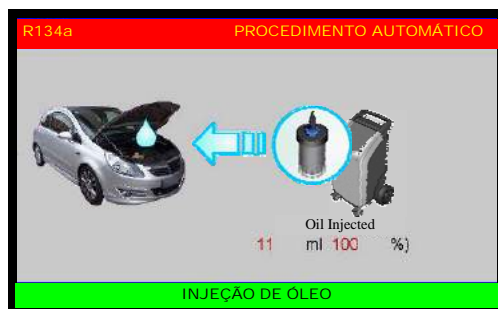 R134a PROCEDIMENTO AUTOMÁTICO
Oil Injected
11 ml 100 %)
INJEÇÃO DE ÓLEO